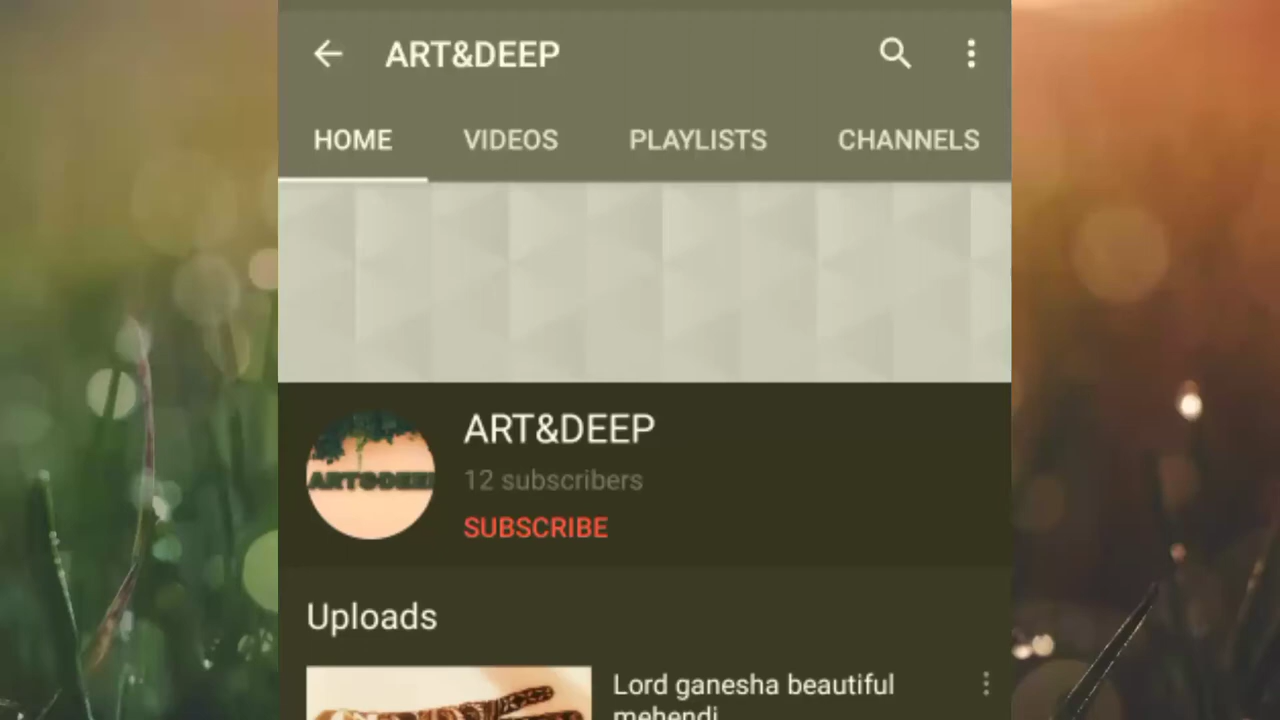 ART&DEEP
HOME VIDEOS PLAYLISTS CHANNELS
ART&DEEP
12 subscribers
SUBSCRIBE
Uploads
Lord ganesha beautiful
mehendi